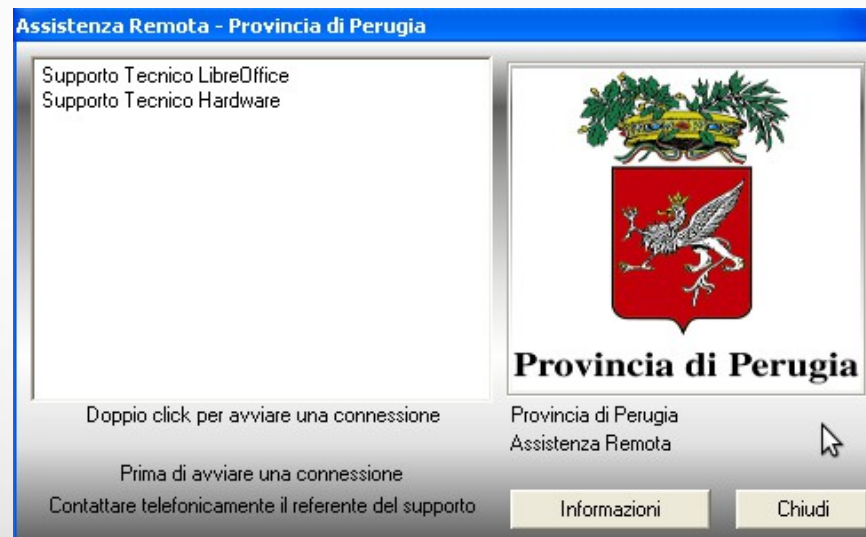 Assistenza Remota - Provincia di Perugia
Supporto Tecnico LibreOffice
Supporto Tecnico Hardware
Provincia di Perugia
Doppio click per avviare una connessione
Provincia di Perugia
Assistenza Remota
Prima di avviare una connessione
Contattare telefonicamente il referente del supporto
Informazioni
Chiudi